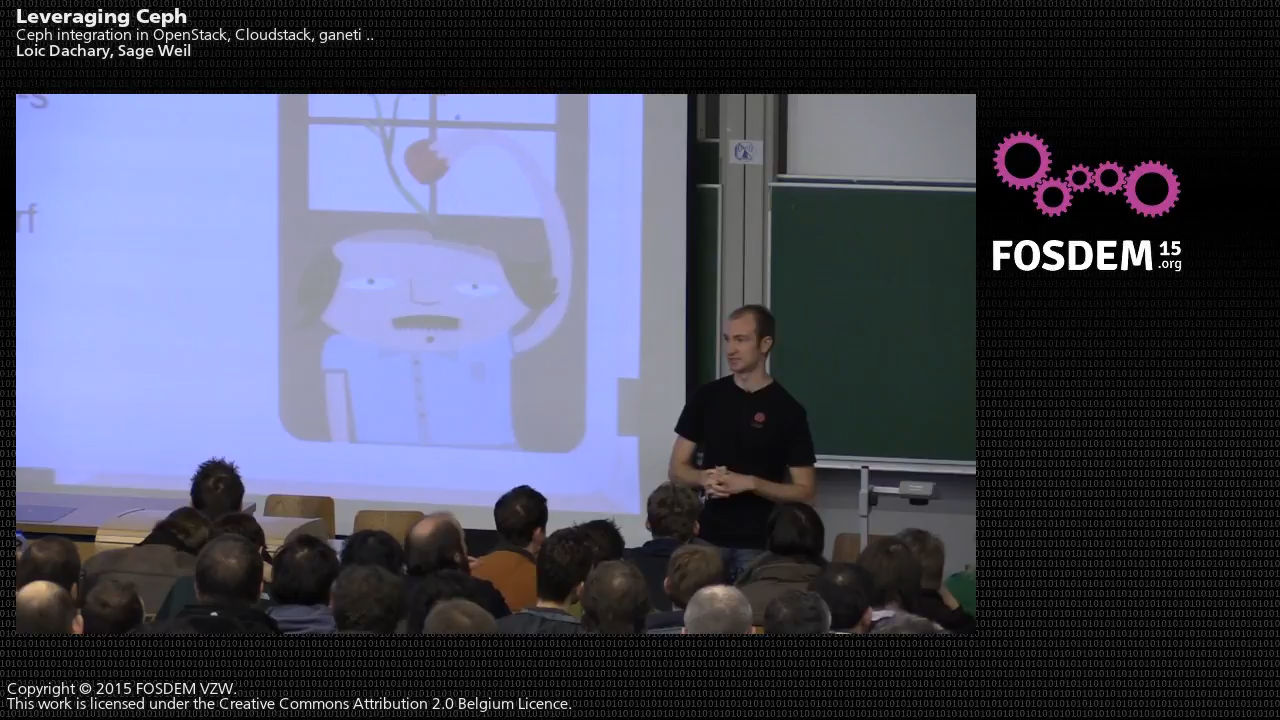 Leveraging Ceph
Ceph integration in OpenStack, Cloudstack, ganeti ..
Loic Dachary, Sage Weil
FOSDEM 15
.org
Copyright © 2015 FOSDEM VZW.
This work is licensed under the Creative Commons Attribution 2.0 Belgium Licence.